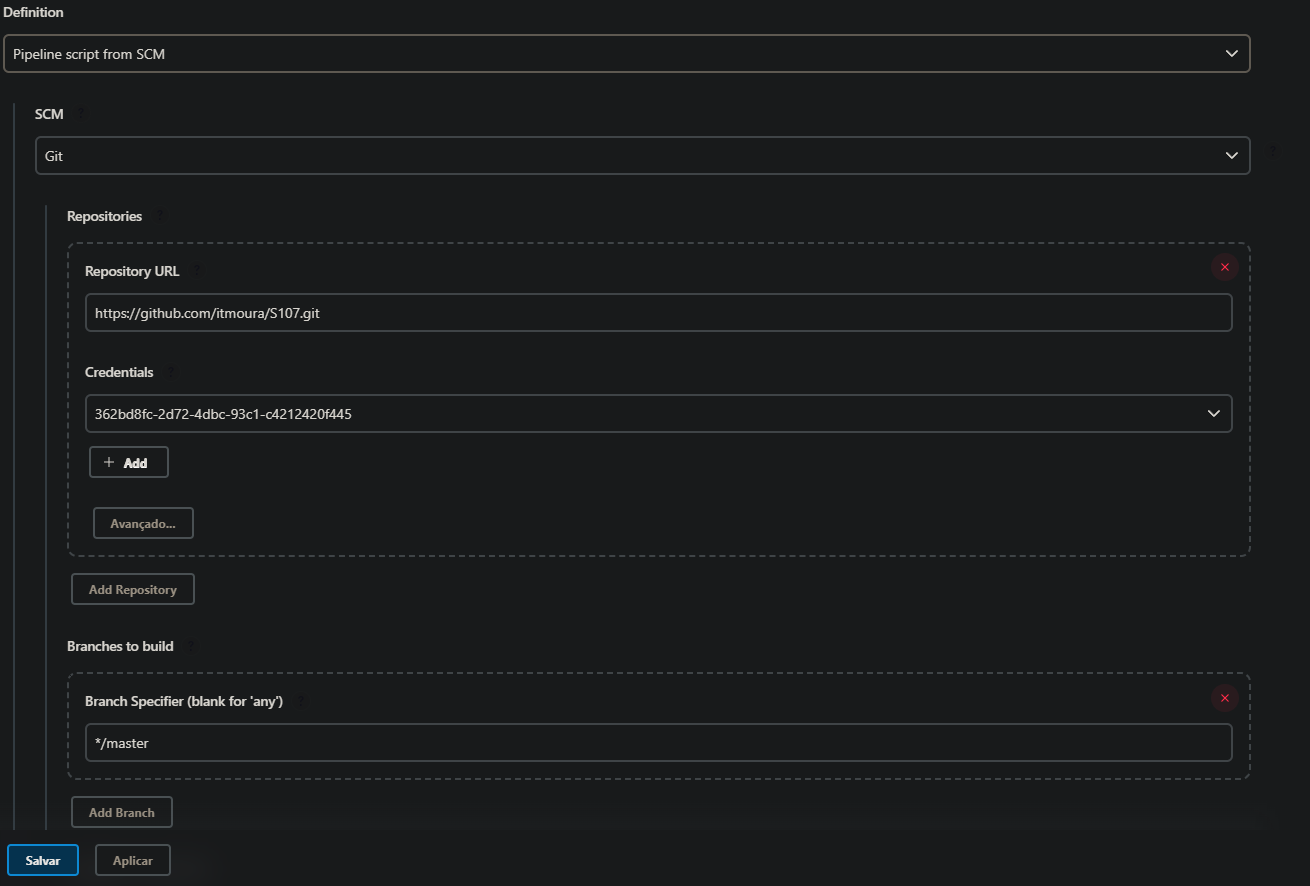 Definition
Pipeline script from SCM
SCM ?
Git
?
Repositories ?
Repository URL ?
https://github.com/itmoura/S107.git
Credentials ?
362bd8fc-2d72-4dbc-93c1-c4212420f445
+ Add
Avançado...
Add Repository
Branches to build ?
Branch Specifier (blank for 'any') ?
*/master
Add Branch
Salvar Aplicar